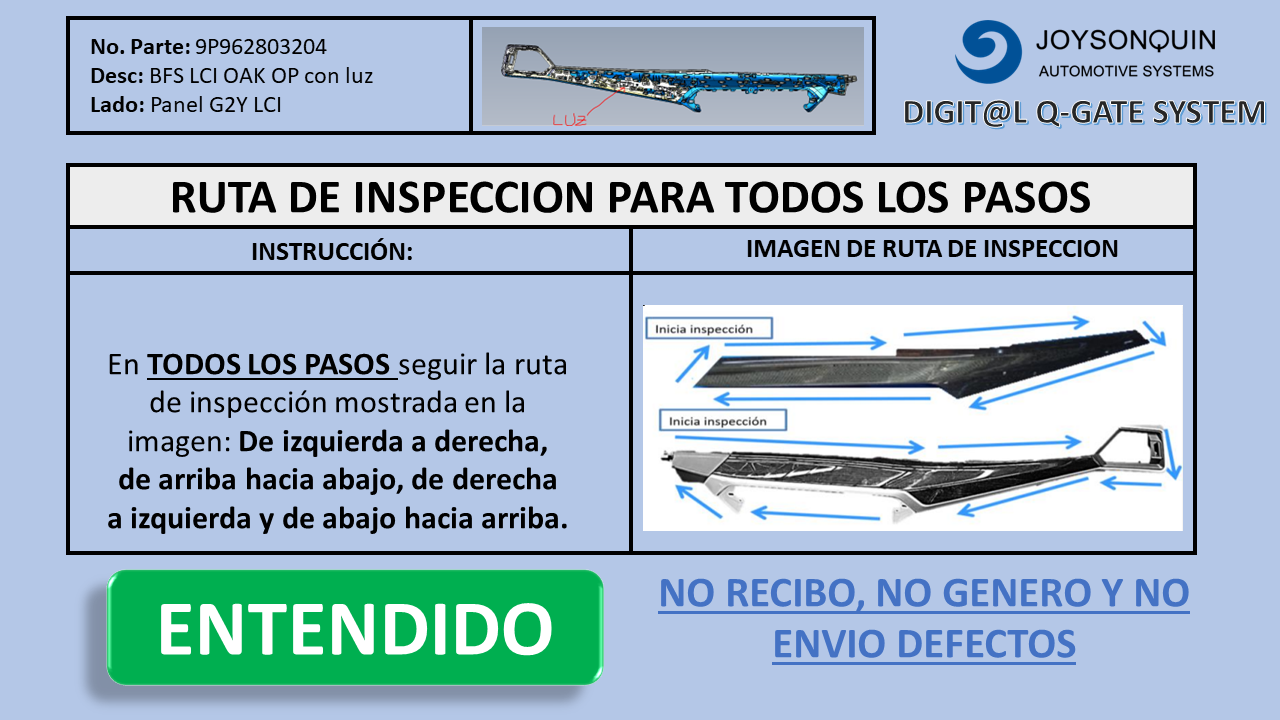 No. Parte: 9P962803204
Desc: BFS LCI OAK OP con luz
Lado: Panel G2Y LCI
LUZ
JOYSONQUIN
AUTOMOTIVE SYSTEMS
DIGIT@L Q-GATE SYSTEM
RUTA DE INSPECCION PARA TODOS LOS PASOS
INSTRUCCIÓN:
IMAGEN DE RUTA DE INSPECCION
En TODOS LOS PASOS seguir la ruta
de inspección mostrada en la
imagen: De izquierda a derecha,
de arriba hacia abajo, de derecha
a izquierda y de abajo hacia arriba.
Inicia inspección
Inicia inspección
ENTENDIDO
NO RECIBO, NO GENERO Y NO
ENVIO DEFECTOS